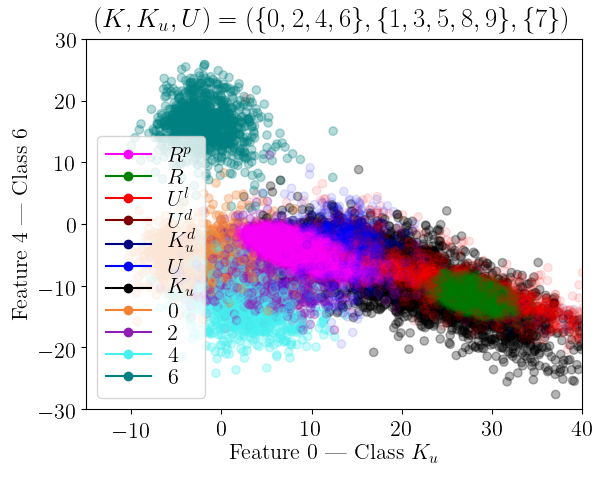 (K, K_u, U) = ({0, 2, 4, 6}, {1, 3, 5, 8, 9}, {7})
30
20
10
0
−10
−20
−30
Feature 4 — Class 6
R^p
R
U^l
U^d
K_u^d
U
K_u
0
2
4
6
−10 0 10 20 30 40
Feature 0 — Class K_u